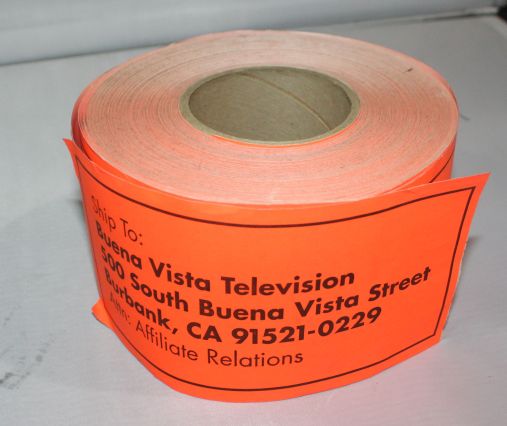 Ship To:
Buena Vista Television
500 South Buena Vista Street
Burbank, CA 91521-0229
Attn: Affiliate Relations